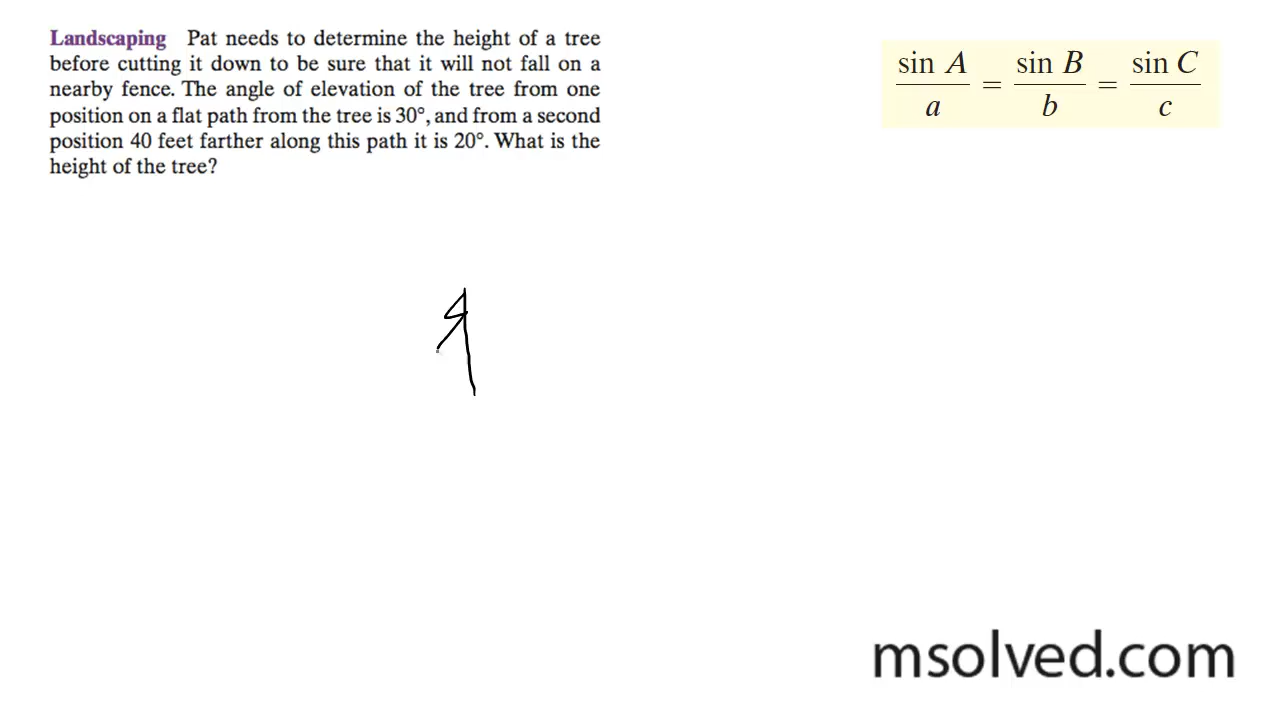 Landscaping Pat needs to determine the height of a tree
before cutting it down to be sure that it will not fall on a
nearby fence. The angle of elevation of the tree from one
position on a flat path from the tree is 30°, and from a second
position 40 feet farther along this path it is 20°. What is the
height of the tree?
sin A / a = sin B / b = sin C / c
msolved.com